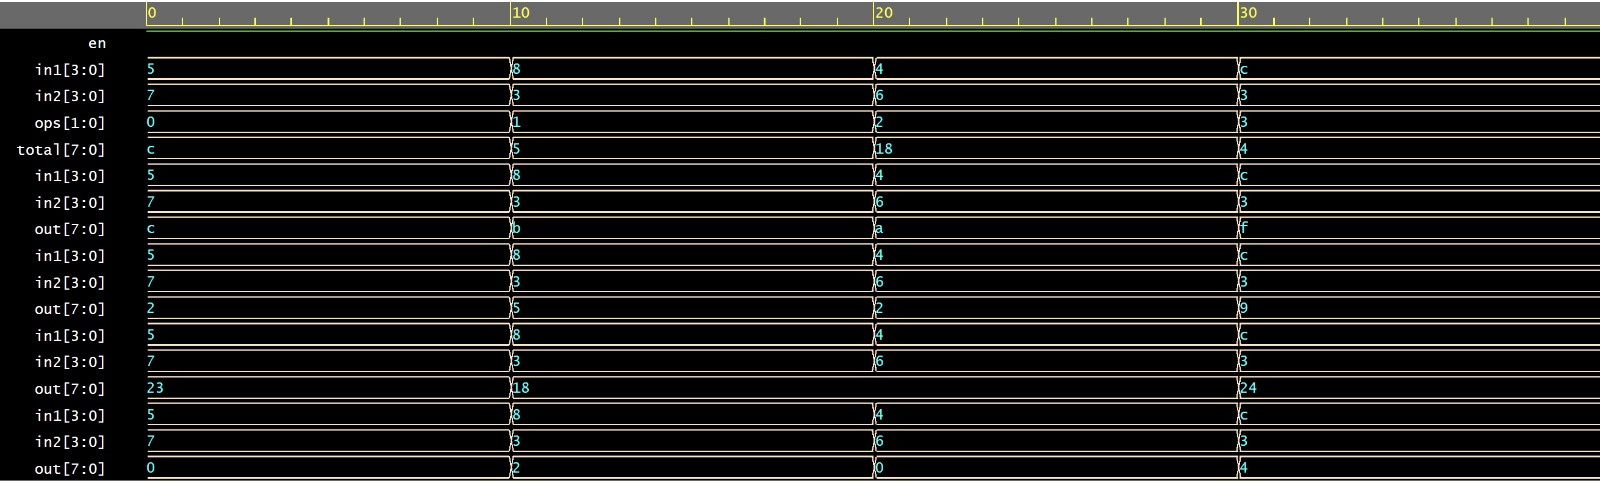 0 10 20 30
en
in1[3:0] 5 8 4 c
in2[3:0] 7 3 6 3
ops[1:0] 0 1 2 3
total[7:0] c 5 18 4
in1[3:0] 5 8 4 c
in2[3:0] 7 3 6 3
out[7:0] c b a f
in1[3:0] 5 8 4 c
in2[3:0] 7 3 6 3
out[7:0] 2 5 2 9
in1[3:0] 5 8 4 c
in2[3:0] 7 3 6 3
out[7:0] 23 18 24
in1[3:0] 5 8 4 c
in2[3:0] 7 3 6 3
out[7:0] 0 2 0 4